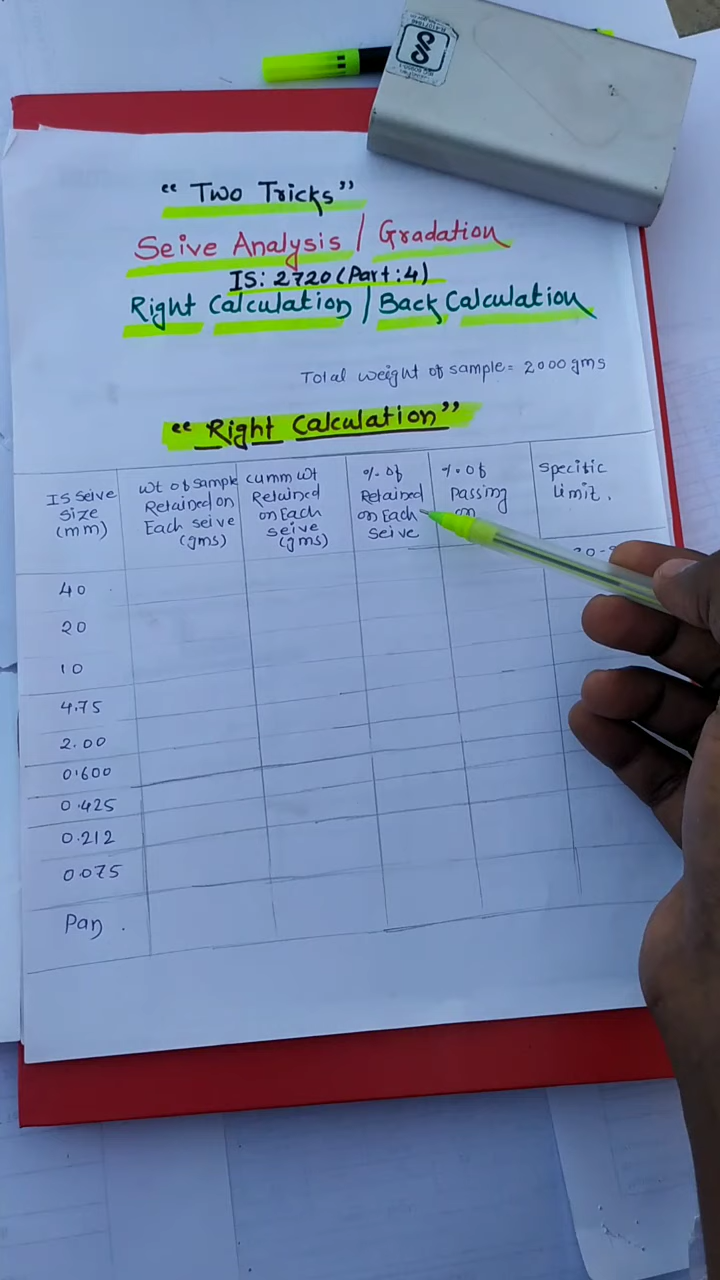 "Two Tricks"
Seive Analysis / Gradation
IS: 2720 (Part:4)
Right Calculation / Back Calculation
Total weight of sample = 2000 gms
"Right Calculation"
IS Seive
Size
(mm)
wt of sample
Retained on
Each seive
(gms)
cumm wt
Retained
on Each
seive
(gms)
% of
Retained
on Each
seive
% of
Passing
on
Specific
limit.
40
20
10
4.75
2.00
0.600
0.425
0.212
0.075
Pan .